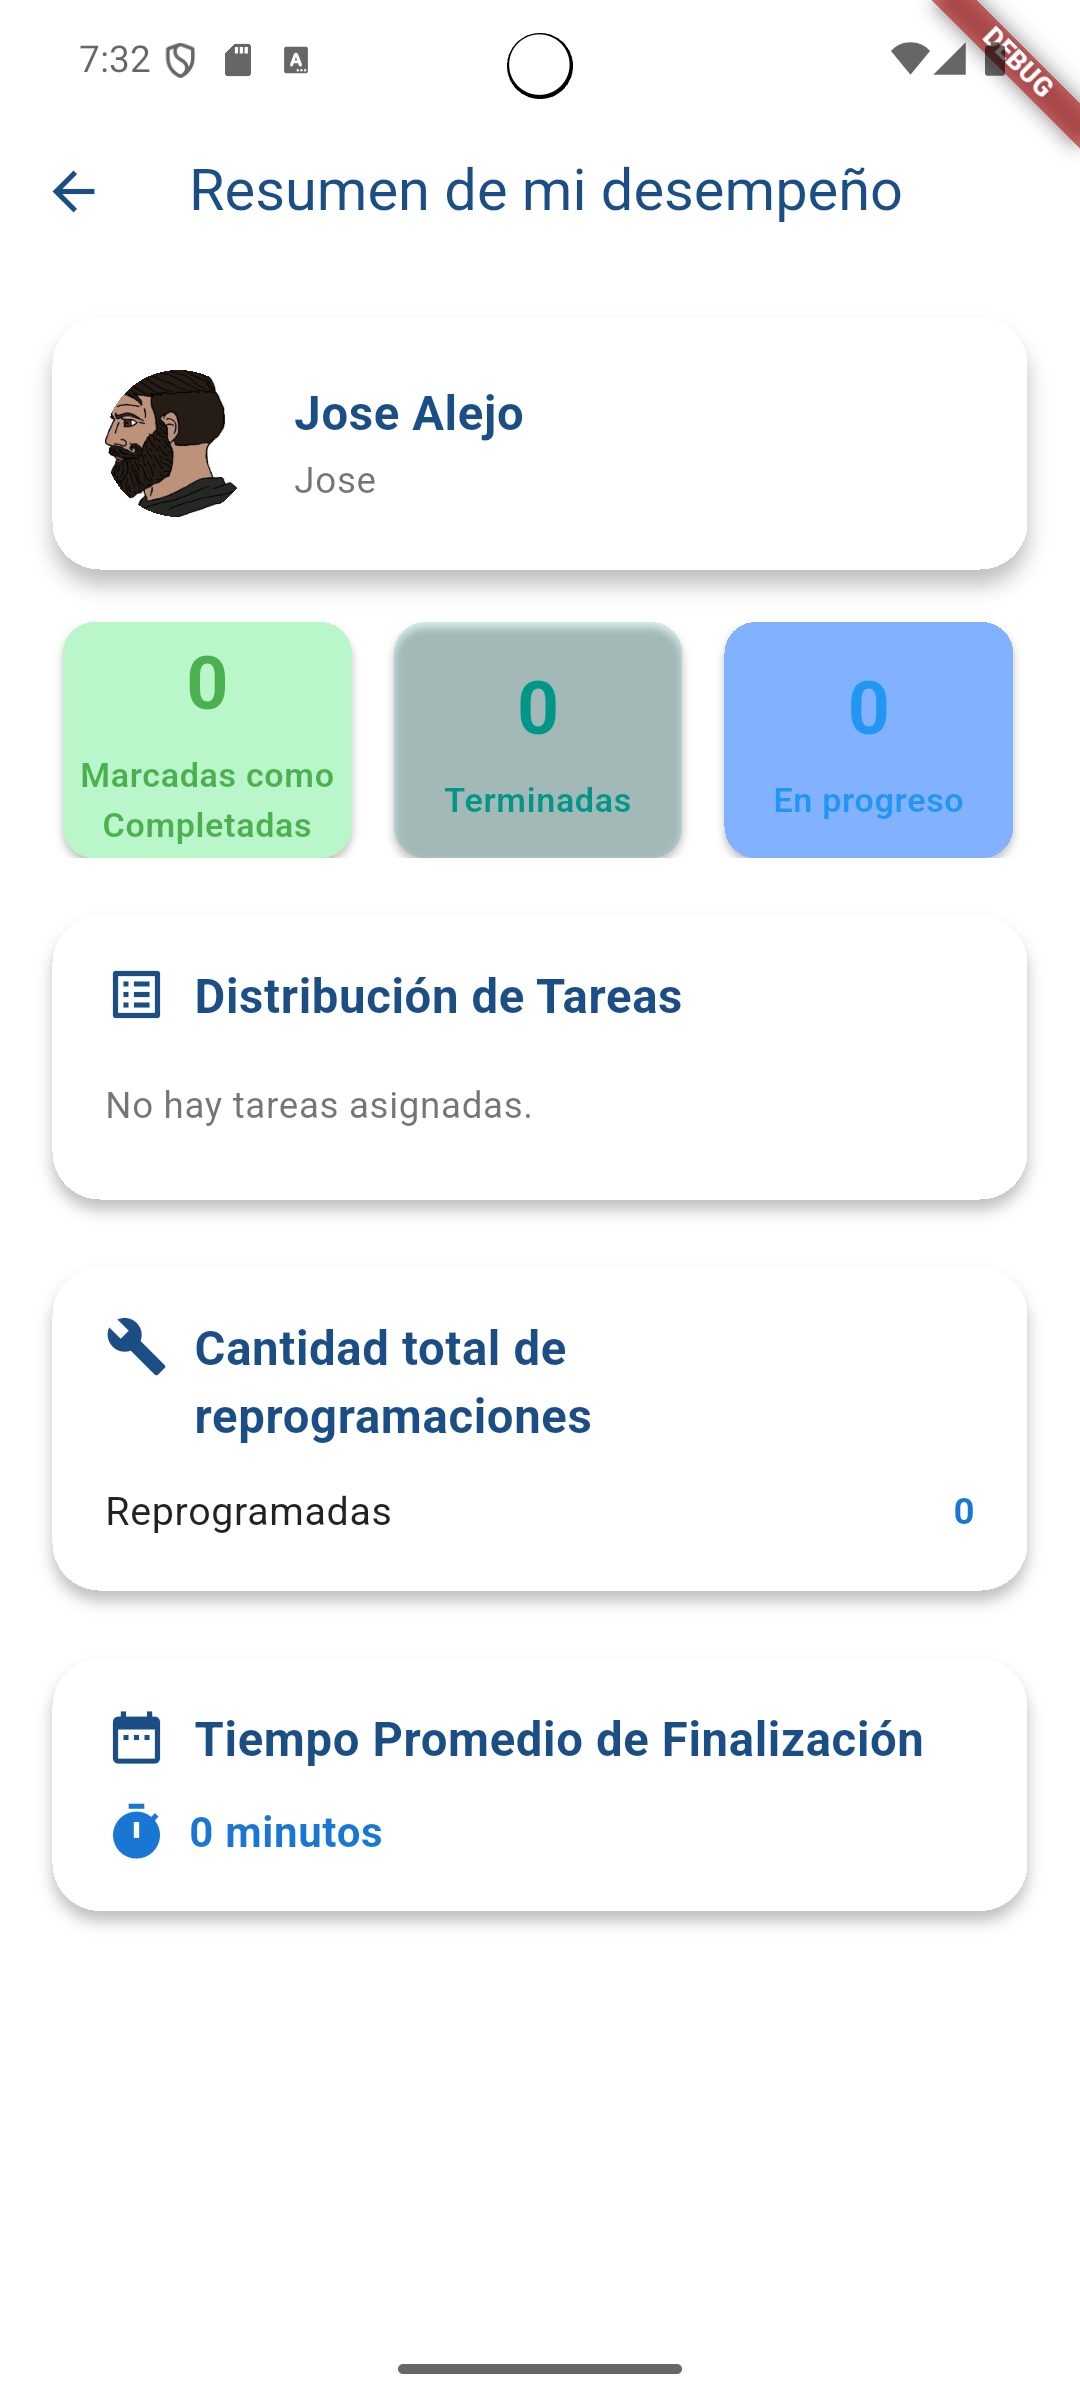 7:32
DEBUG
Resumen de mi desempeño
Jose Alejo
Jose
0
Marcadas como
Completadas
0
Terminadas
0
En progreso
Distribución de Tareas
No hay tareas asignadas.
Cantidad total de
reprogramaciones
Reprogramadas 0
Tiempo Promedio de Finalización
0 minutos